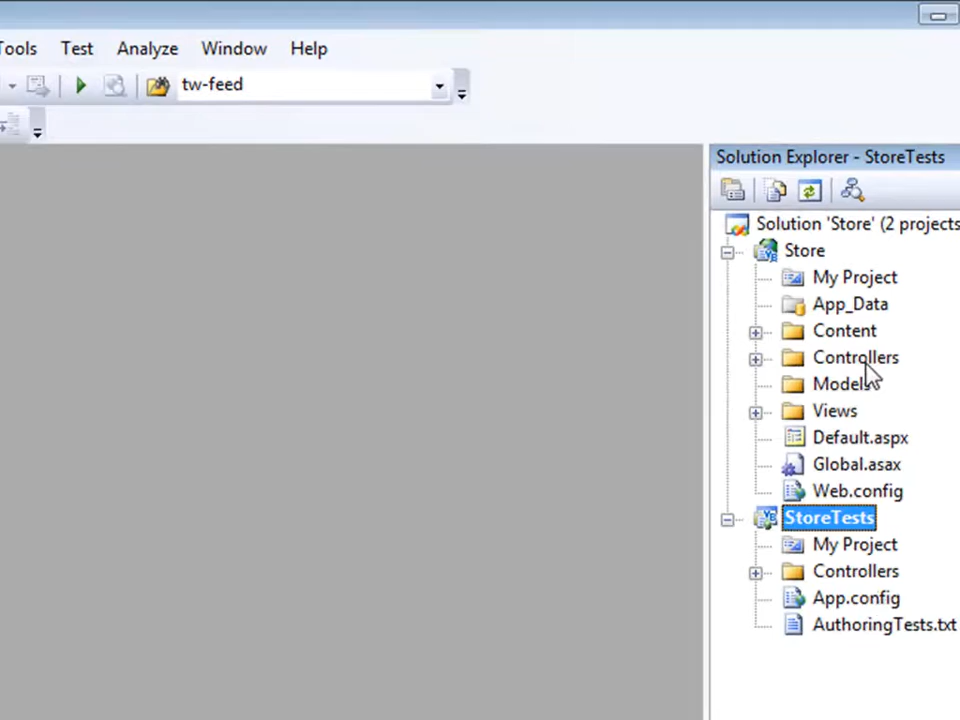 Tools Test Analyze Window Help
tw-feed
Solution Explorer - StoreTests
Solution 'Store' (2 projects
Store
My Project
App_Data
Content
Controllers
Models
Views
Default.aspx
Global.asax
Web.config
StoreTests
My Project
Controllers
App.config
AuthoringTests.txt